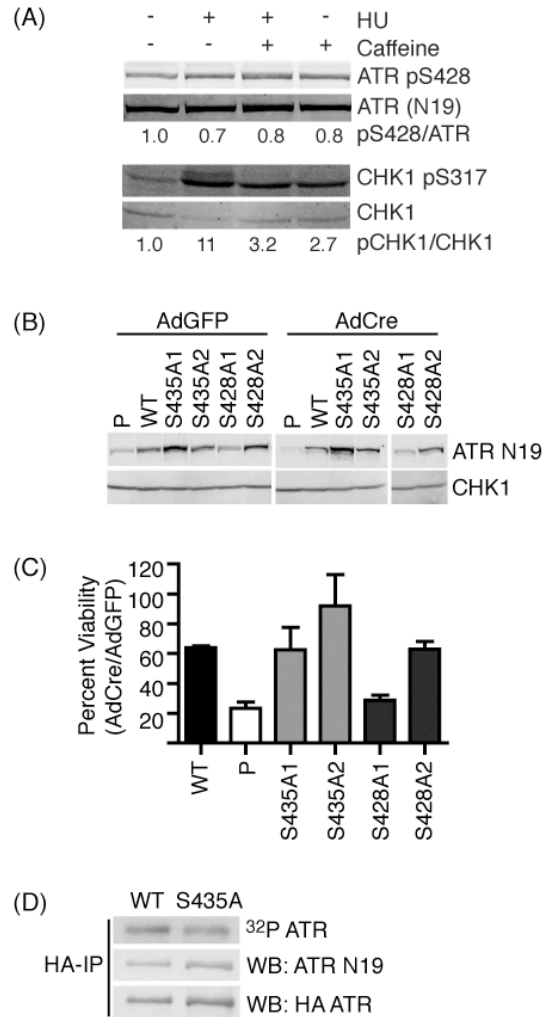 (A)
- + + - HU
- - + + Caffeine
ATR pS428
ATR (N19)
1.0 0.7 0.8 0.8 pS428/ATR
CHK1 pS317
CHK1
1.0 11 3.2 2.7 pCHK1/CHK1
(B)
AdGFP AdCre
P WT S435A1 S435A2 S428A1 S428A2 P WT S435A1 S435A2 S428A1 S428A2
ATR N19
CHK1
(C)
Percent Viability
(AdCre/AdGFP)
120
100
80
60
40
20
WT P S435A1 S435A2 S428A1 S428A2
(D)
WT S435A
HA-IP
32P ATR
WB: ATR N19
WB: HA ATR